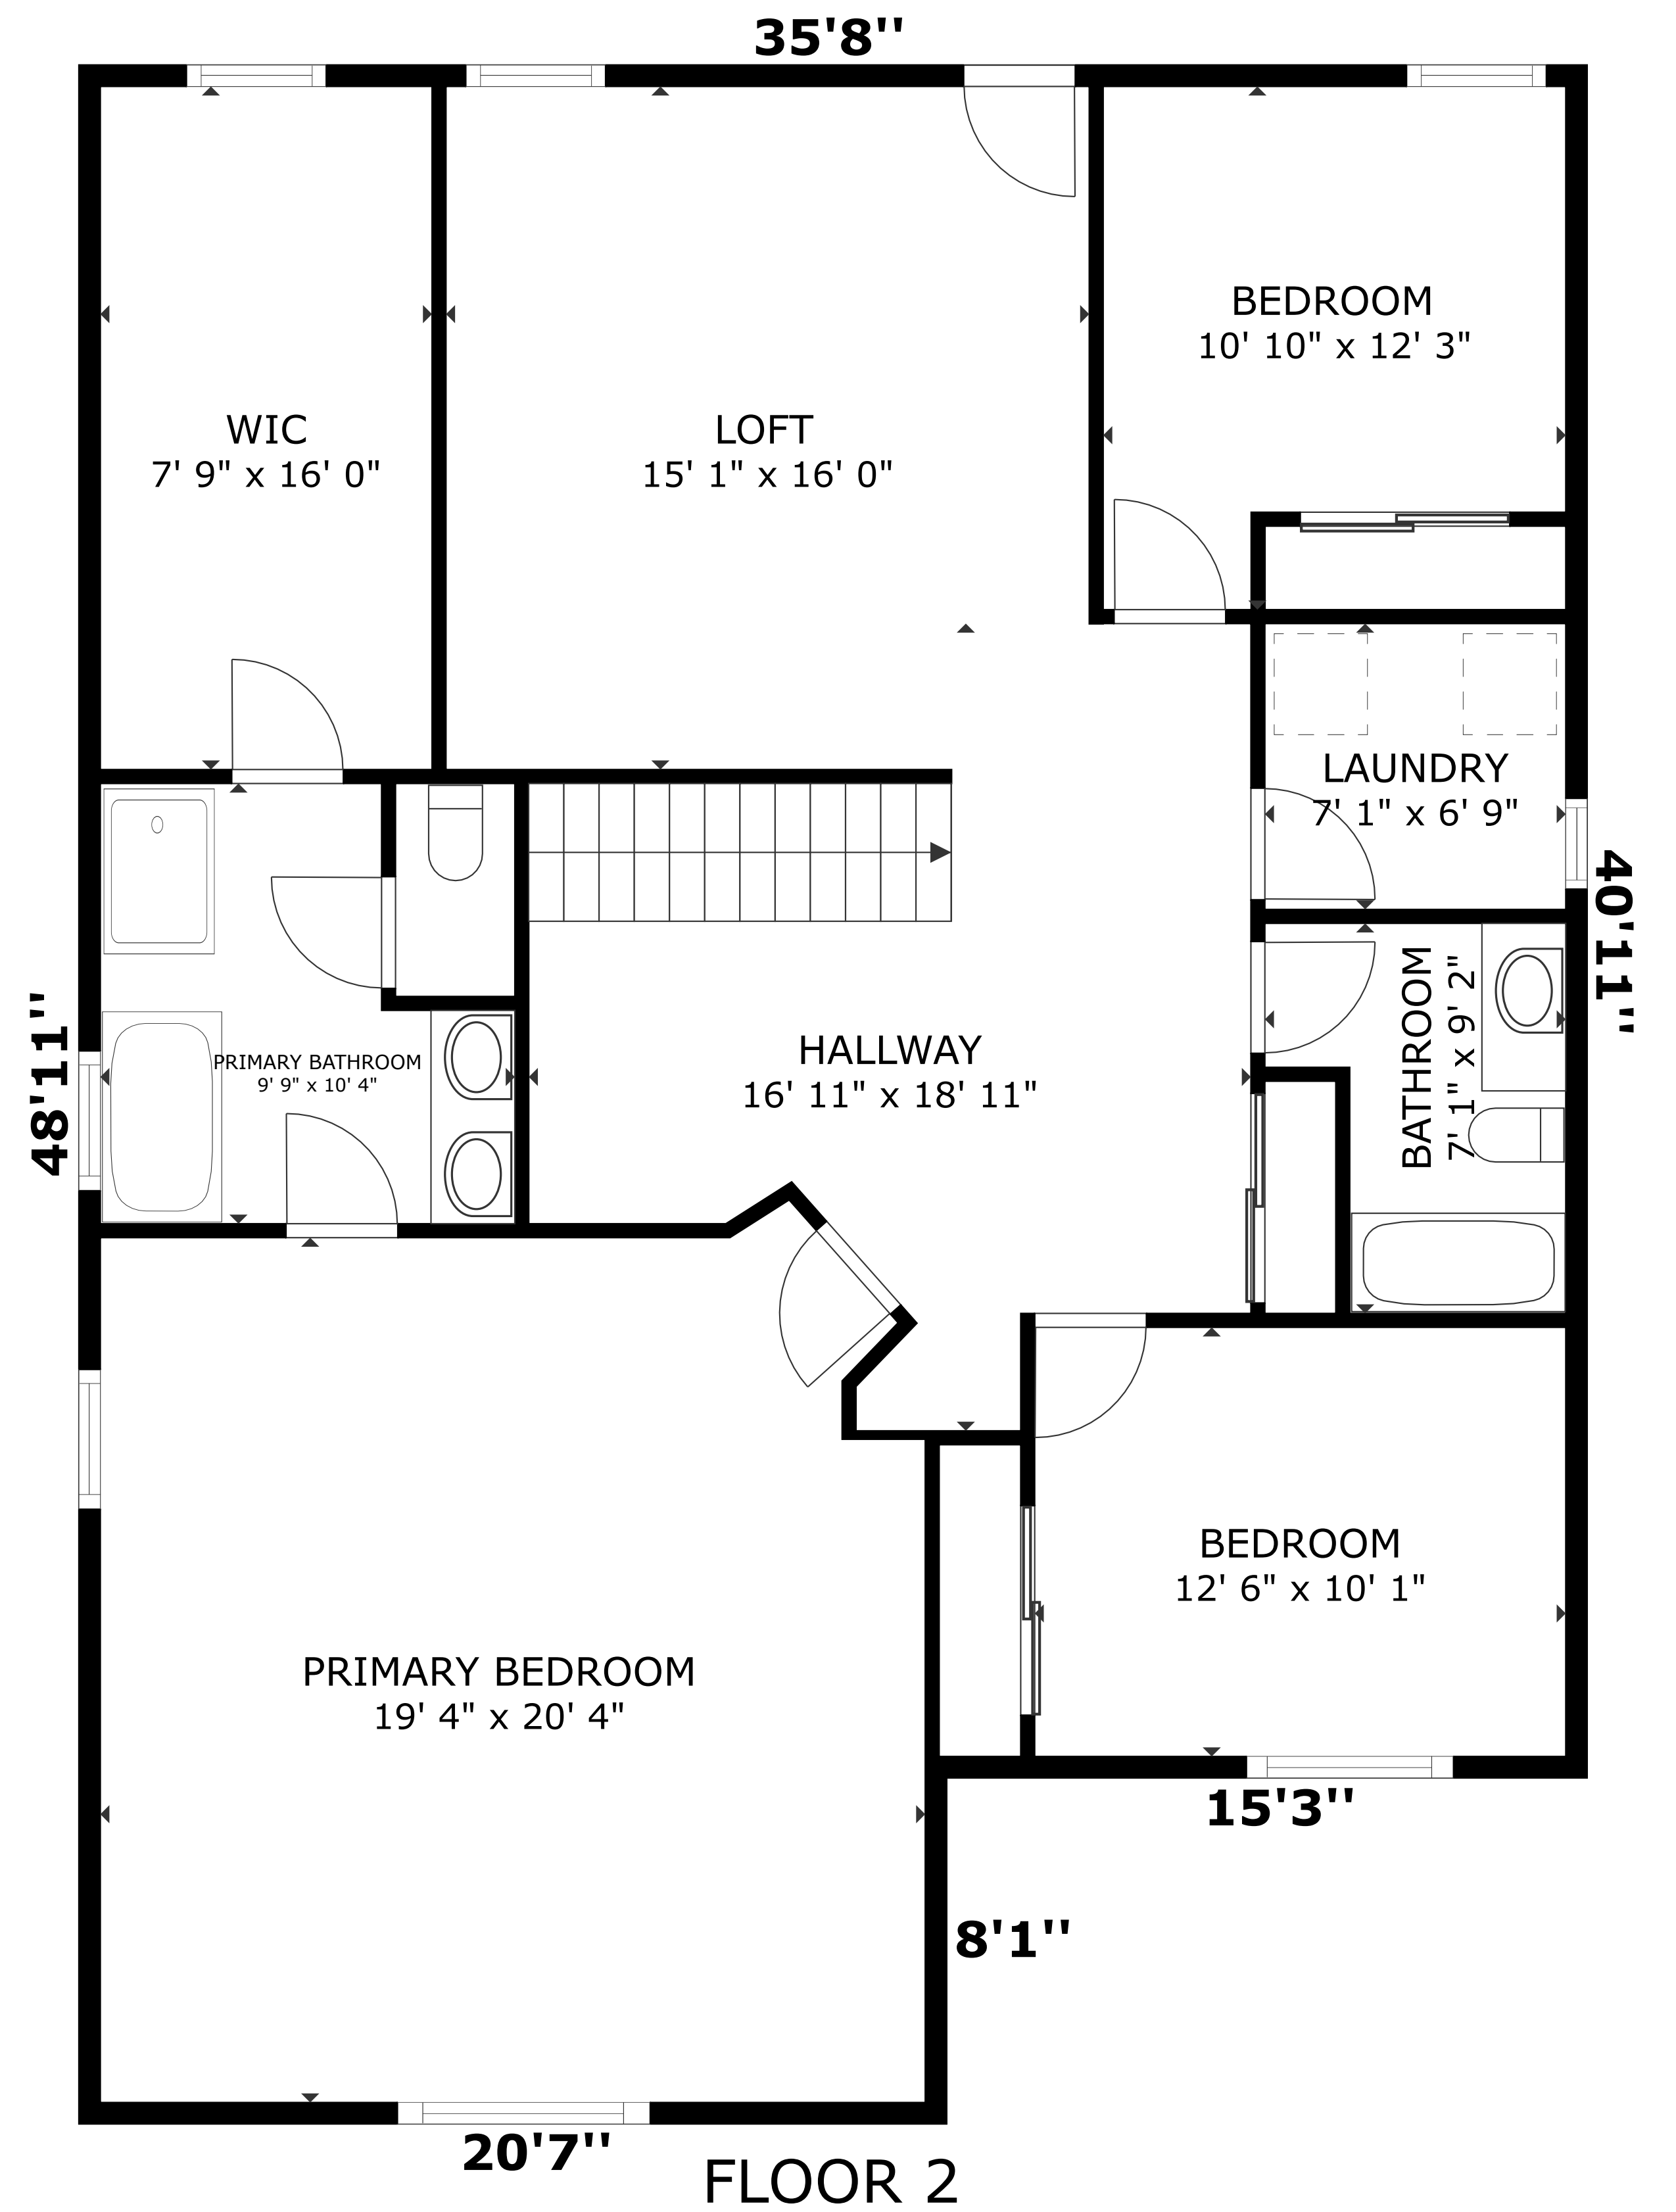 35'8''
BEDROOM
10' 10" x 12' 3"
WIC
7' 9" x 16' 0"
LOFT
15' 1" x 16' 0"
LAUNDRY
7' 1" x 6' 9"
40'11''
BATHROOM
7' 1" x 9' 2"
HALLWAY
16' 11" x 18' 11"
PRIMARY BATHROOM
9' 9" x 10' 4"
48'11''
BEDROOM
12' 6" x 10' 1"
PRIMARY BEDROOM
19' 4" x 20' 4"
15'3''
8'1''
20'7''
FLOOR 2